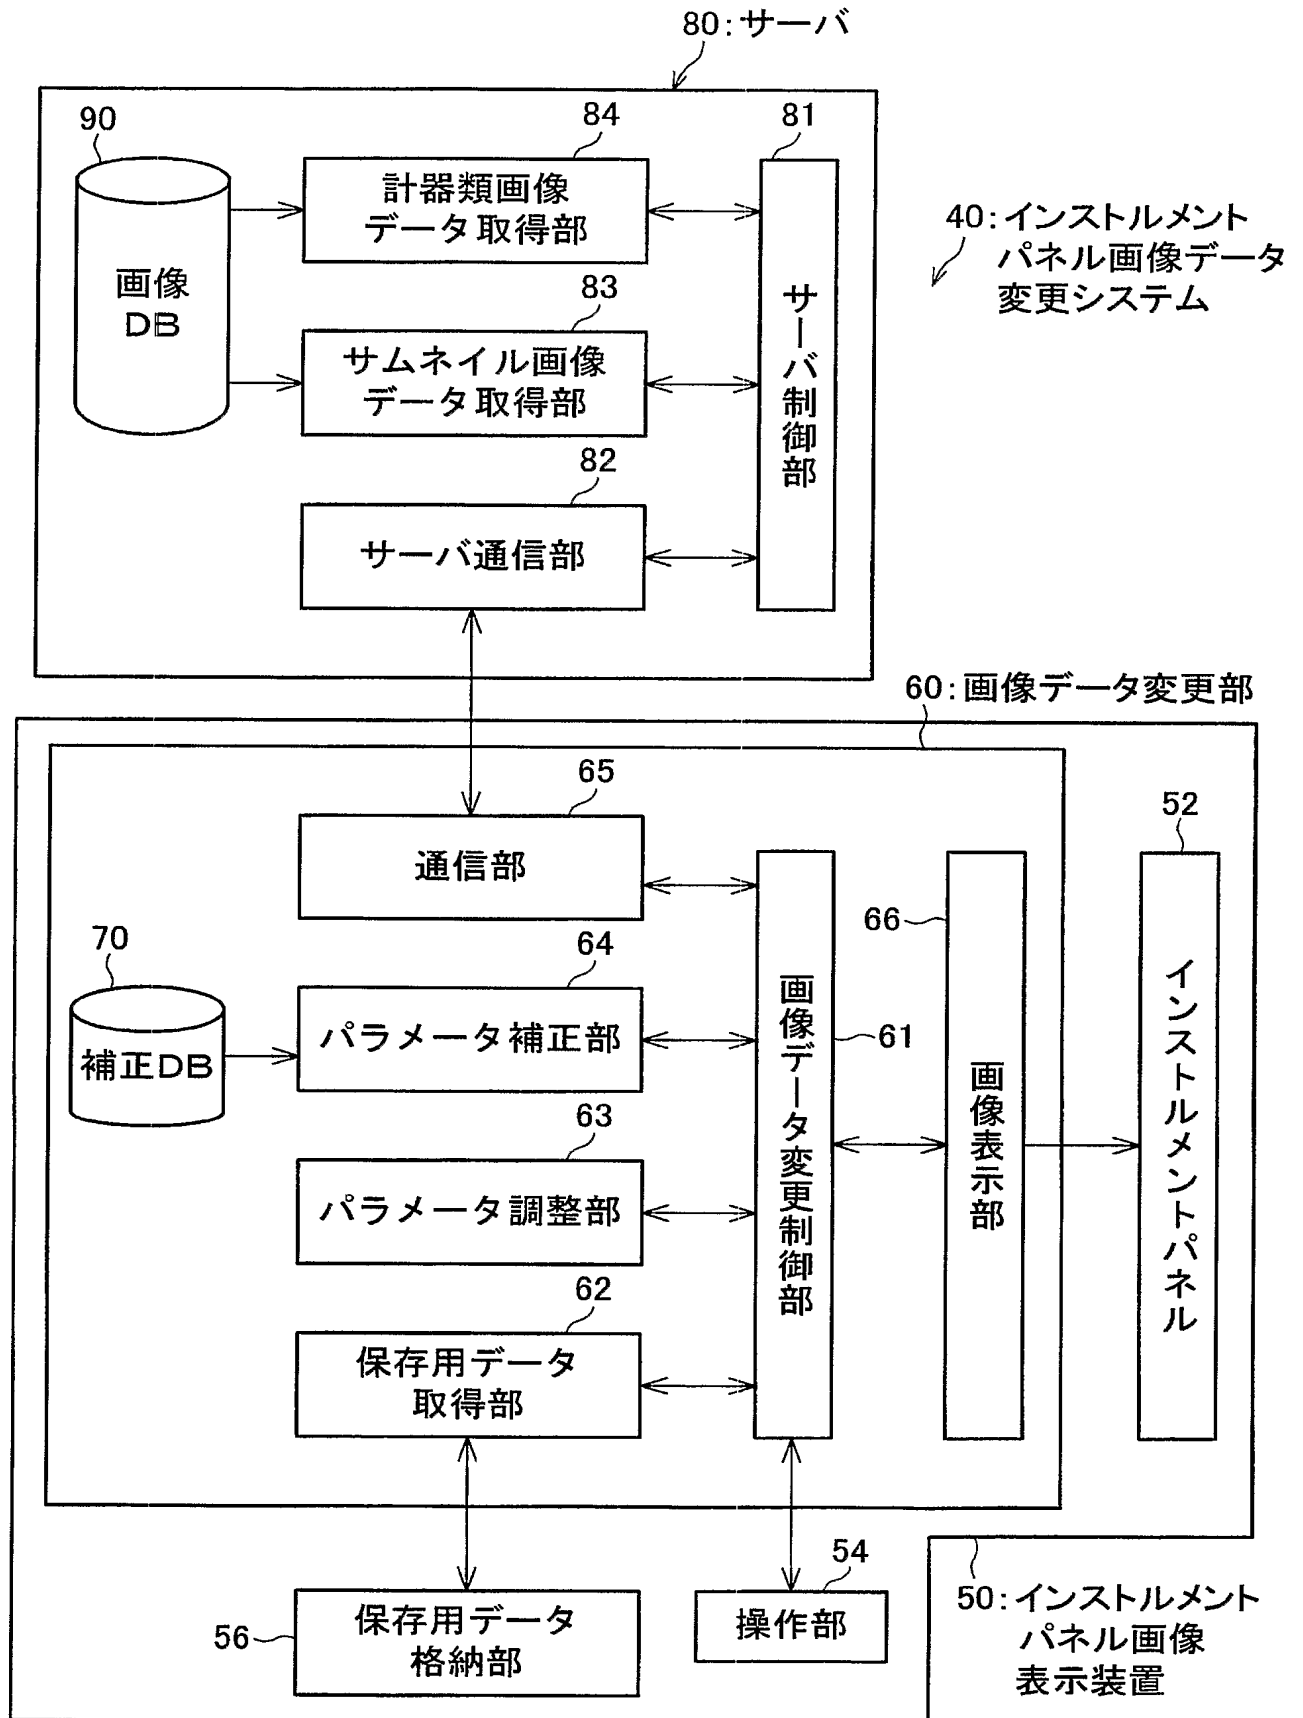 80:サーバ
90
84
81
計器類画像
データ取得部
40:インストルメント
パネル画像データ
変更システム
画像
DB
83
サムネイル画像
データ取得部
サーバ制御部
82
サーバ通信部
60:画像データ変更部
65
通信部
52
66
70
64
補正DB
パラメータ補正部
61
画像データ変更制御部
画像表示部
インストルメントパネル
63
パラメータ調整部
62
保存用データ
取得部
54
操作部
56
保存用データ
格納部
50:インストルメント
パネル画像
表示装置